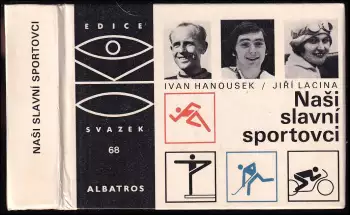 NAŠI SLAVNÍ SPORTOVCI
EDICE
SVAZEK
68
ALBATROS
IVAN HANOUSEK / JIŘÍ LACINA
Naši
slavní
sportovci